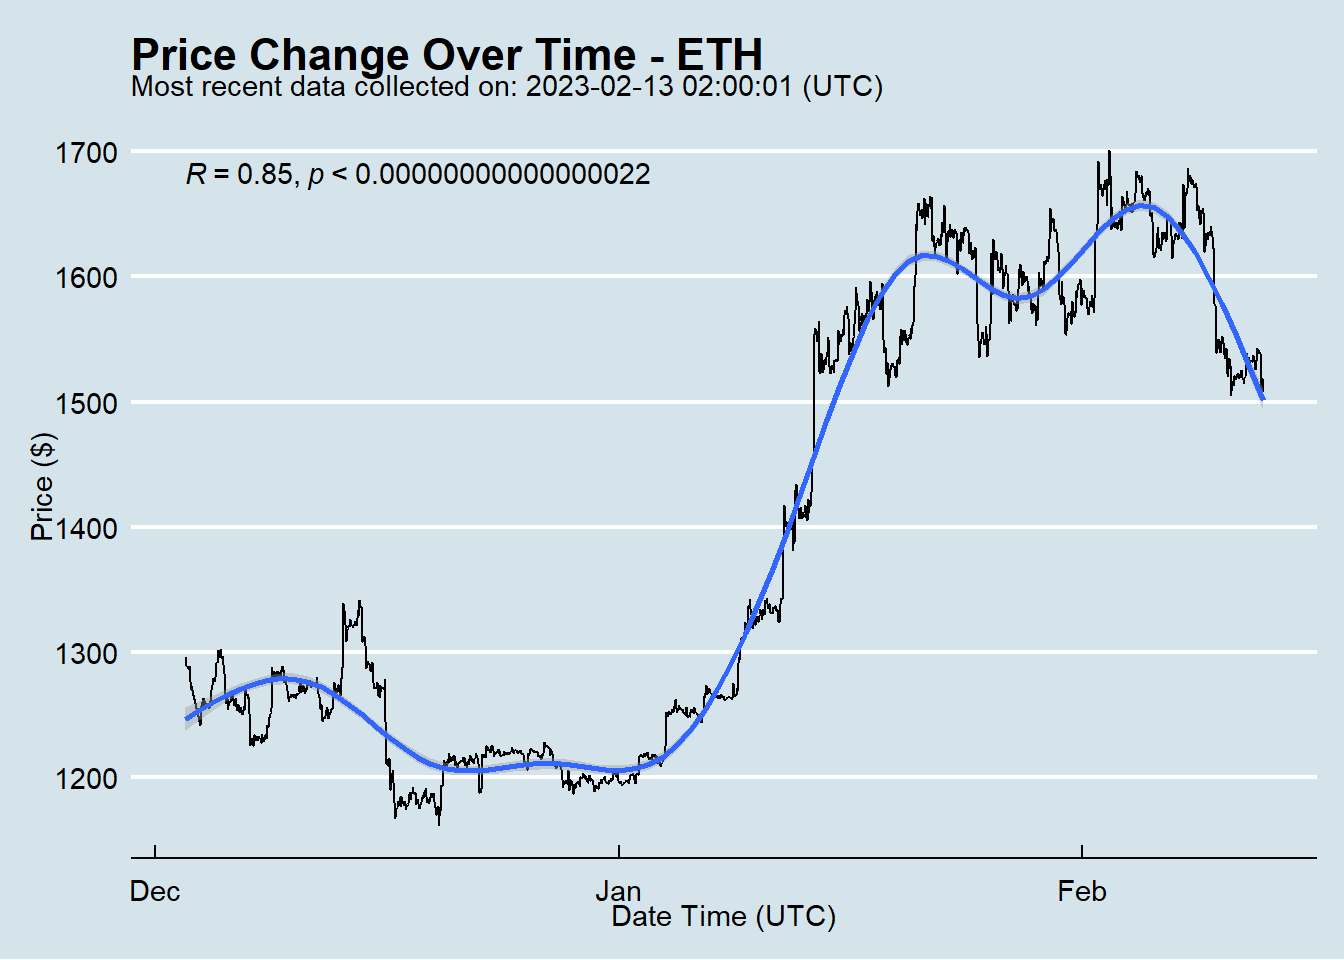 Price Change Over Time - ETH
Most recent data collected on: 2023-02-13 02:00:01 (UTC)
R = 0.85, p < 0.00000000000000022
1700
1600
1500
1400
1300
1200
Price ($)
Dec
Jan
Feb
Date Time (UTC)